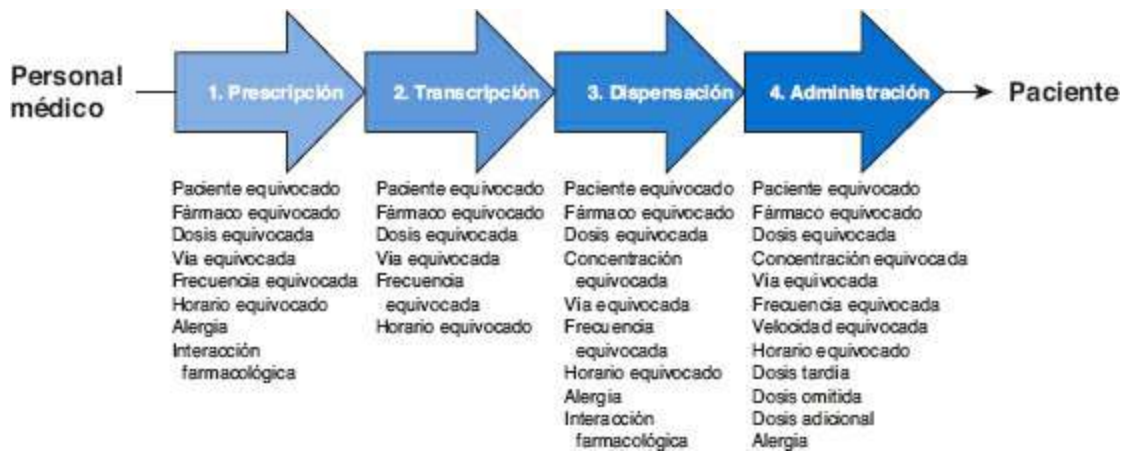 Personal
médico
1. Prescripción
2. Transcripción
3. Dispensación
4. Administración
Paciente
Paciente equivocado
Fármaco equivocado
Dosis equivocada
Vía equivocada
Frecuencia equivocada
Horario equivocado
Alergia
Interacción
farmacológica
Paciente equivocado
Fármaco equivocado
Dosis equivocada
Vía equivocada
Frecuencia
equivocada
Horario equivocado
Paciente equivocado
Fármaco equivocado
Dosis equivocada
Concentración
equivocada
Vía equivocada
Frecuencia
equivocada
Horario equivocado
Alergia
Interacción
farmacológica
Paciente equivocado
Fármaco equivocado
Dosis equivocada
Concentración equivocada
Vía equivocada
Frecuencia equivocada
Velocidad equivocada
Horario equivocado
Dosis tardía
Dosis omitida
Dosis adicional
Alergia